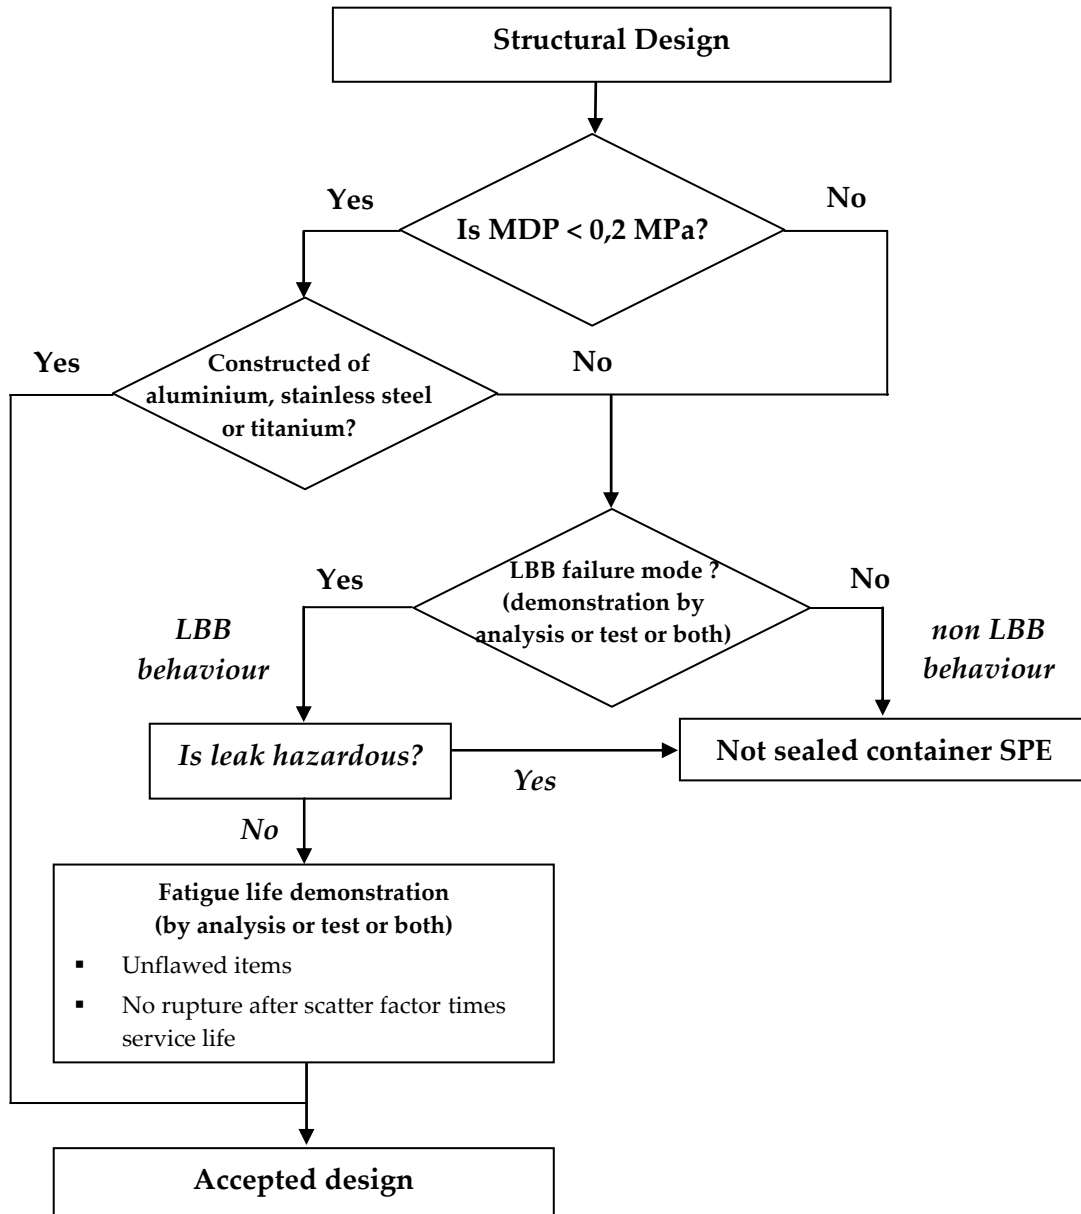 Structural Design
Yes
No
Is MDP < 0,2 MPa?
Yes
Constructed of
aluminium, stainless steel
or titanium?
No
Yes
LBB failure mode ?
(demonstration by
analysis or test or both)
No
LBB
behaviour
non LBB
behaviour
Is leak hazardous?
Yes
Not sealed container SPE
No
Fatigue life demonstration
(by analysis or test or both)
▪ Unflawed items
▪ No rupture after scatter factor times
service life
Accepted design